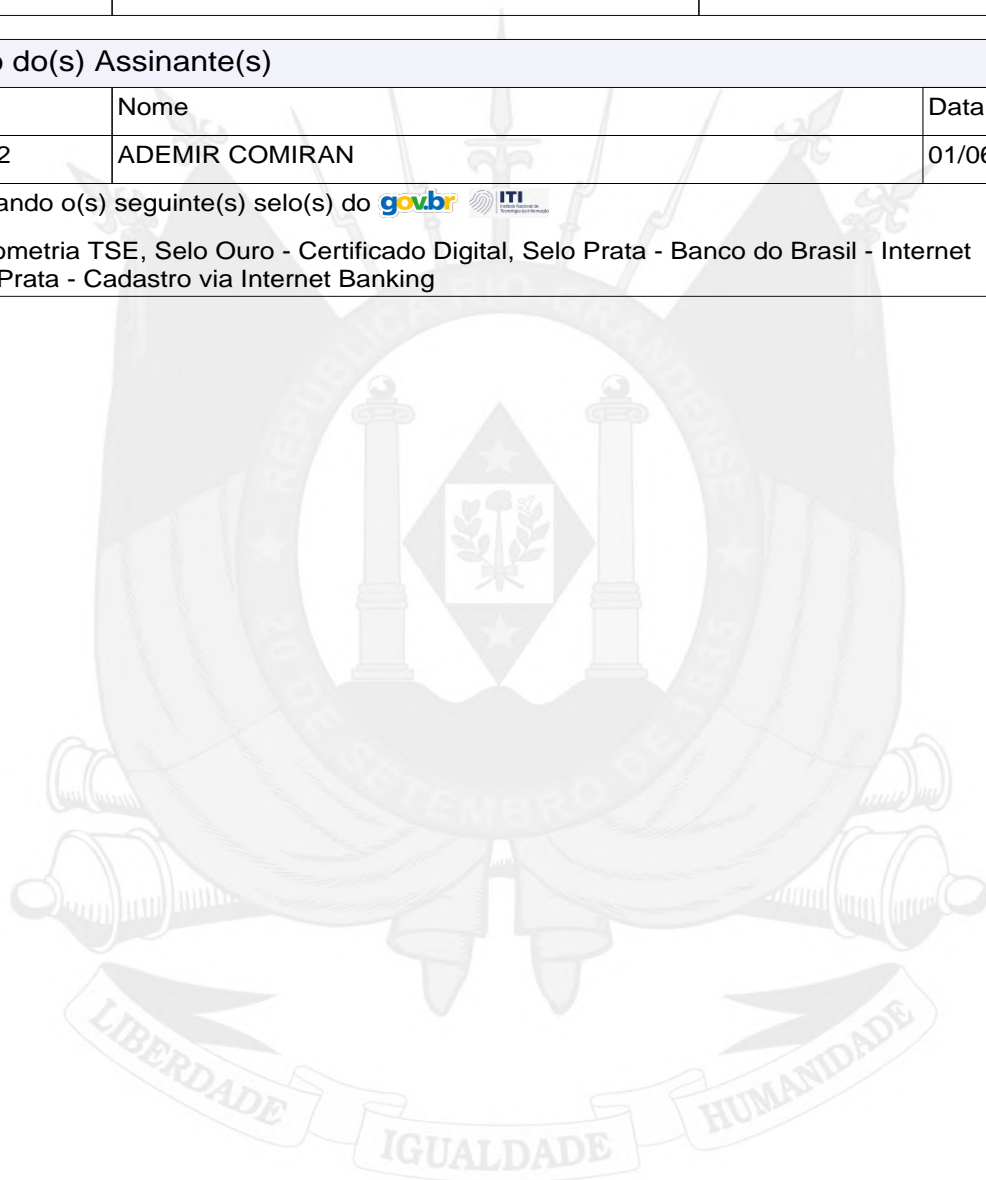 o do(s) Assinante(s)
Nome Data
2 ADEMIR COMIRAN 01/06
ando o(s) seguinte(s) selo(s) do gov.br ITI
ometria TSE, Selo Ouro - Certificado Digital, Selo Prata - Banco do Brasil - Internet
Prata - Cadastro via Internet Banking
REPUBLICA RIO GRANDENSE
20 DE SETEMBRO DE 1835
LIBERDADE IGUALDADE HUMANIDADE